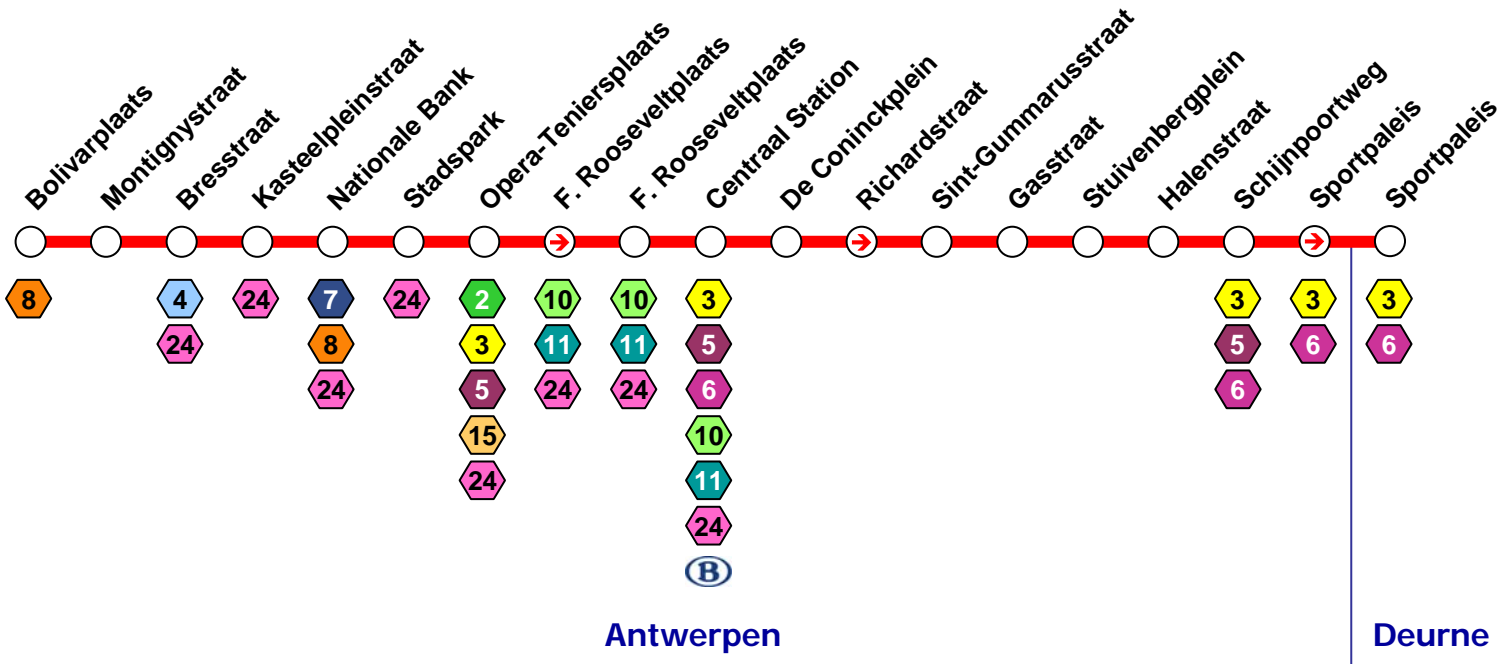 Bolivarplaats
Montignystraat
Bresstraat
Kasteelpleinstraat
Nationale Bank
Stadspark
Opera-Teniersplaats
F. Rooseveltplaats
F. Rooseveltplaats
Centraal Station
De Coninckplein
Richardstraat
Sint-Gummarusstraat
Gasstraat
Stuivenbergplein
Halenstraat
Schijnpoortweg
Sportpaleis
Sportpaleis
8 4 24 7 24 2 10 10 3 3 3 3
24 8 3 11 11 5 5 6 6
24 5 24 24 6 6
15 10
24 11
24
B
Antwerpen Deurne